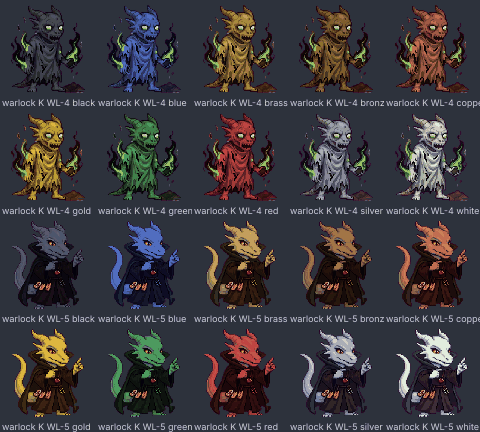 warlock K WL-4 black warlock K WL-4 blue warlock K WL-4 brass warlock K WL-4 bronz warlock K WL-4 coppe
warlock K WL-4 gold warlock K WL-4 green warlock K WL-4 red warlock K WL-4 silver warlock K WL-4 white
warlock K WL-5 black warlock K WL-5 blue warlock K WL-5 brass warlock K WL-5 bronz warlock K WL-5 coppe
warlock K WL-5 gold warlock K WL-5 green warlock K WL-5 red warlock K WL-5 silver warlock K WL-5 white